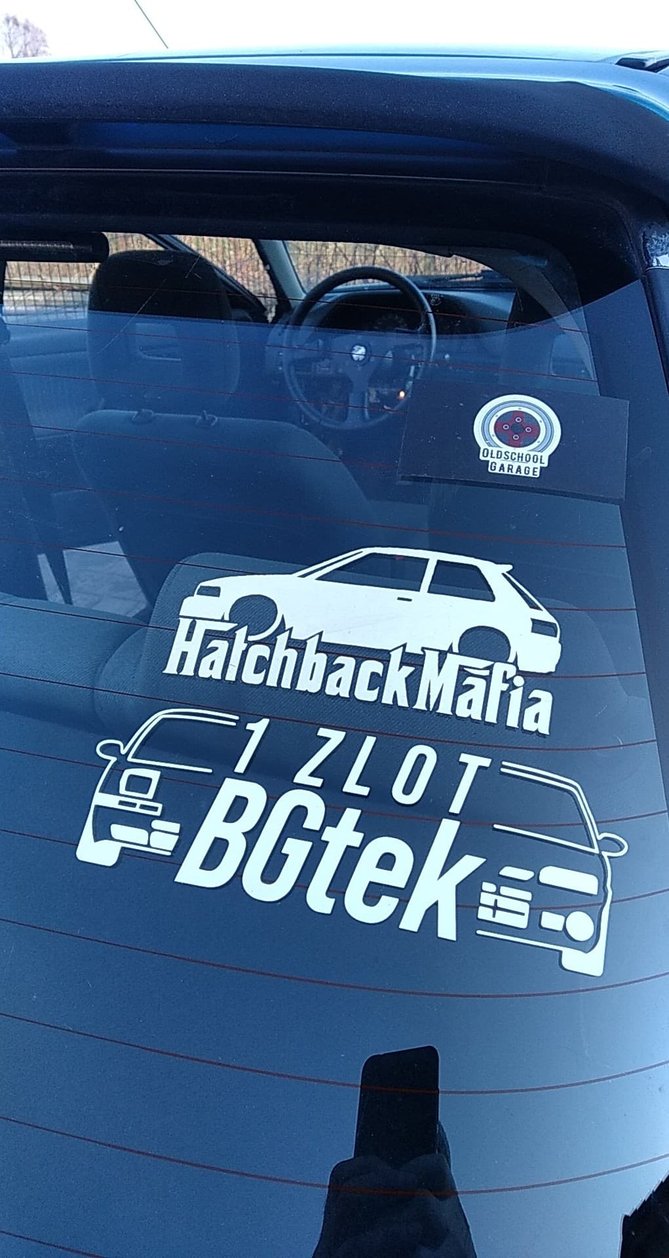 OLDSCHOOL
GARAGE
HatchbackMafia
1 ZLOT
BGtek